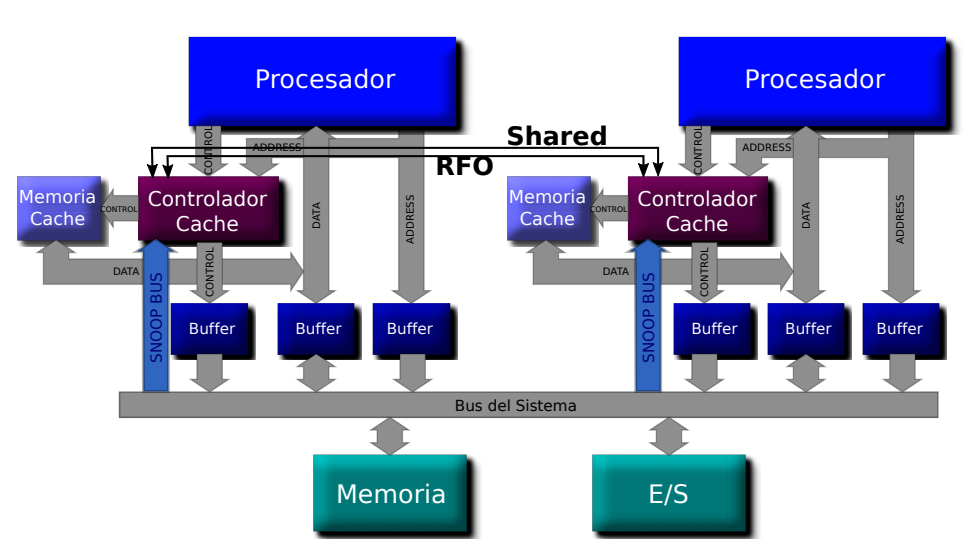 Procesador
Procesador
Shared
RFO
CONTROL
ADDRESS
CONTROL
ADDRESS
Memoria
Cache
CONTROL
Controlador
Cache
DATA
ADDRESS
Memoria
Cache
CONTROL
Controlador
Cache
DATA
ADDRESS
DATA
CONTROL
DATA
CONTROL
SNOOP BUS
Buffer
Buffer
Buffer
SNOOP BUS
Buffer
Buffer
Buffer
Bus del Sistema
Memoria
E/S